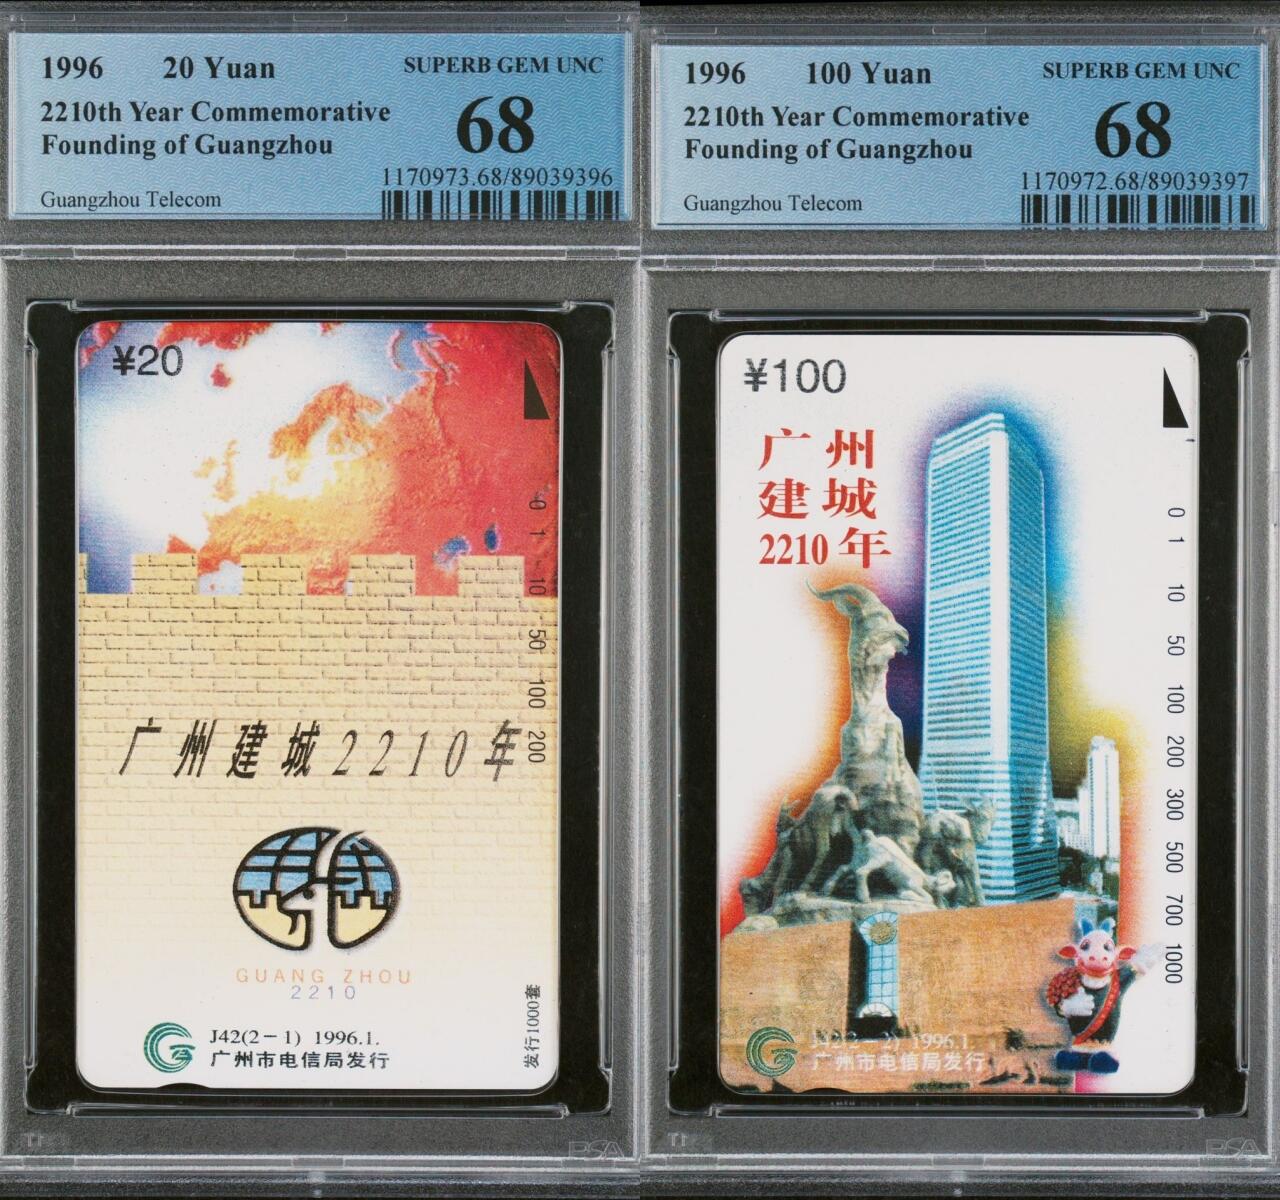 1996 20 Yuan
SUPERB GEM UNC
2210th Year Commemorative
68
Founding of Guangzhou
1170973.68/89039396
Guangzhou Telecom
¥20
0
1
10
50
100
200
广州建城2210年
GUANG ZHOU
2210
J42(2-1) 1996.1.
广州市电信局发行
发行1000套
PSA
1996 100 Yuan
SUPERB GEM UNC
2210th Year Commemorative
68
Founding of Guangzhou
1170972.68/89039397
Guangzhou Telecom
¥100
广州
建城
2210年
0
1
10
50
100
200
300
500
700
1000
J42(2-2) 1996.1.
广州市电信局发行
PSA